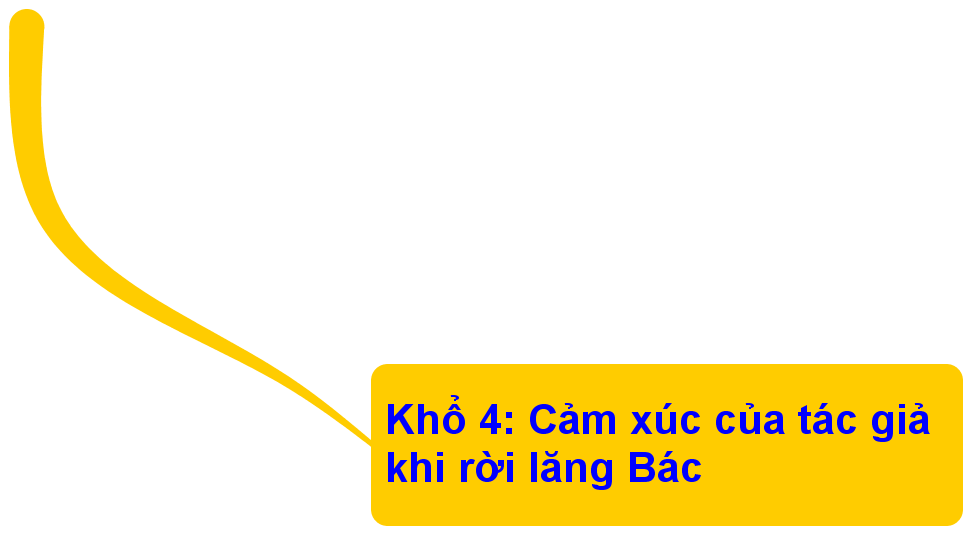 Khổ 4: Cảm xúc của tác giả
khi rời lăng Bác